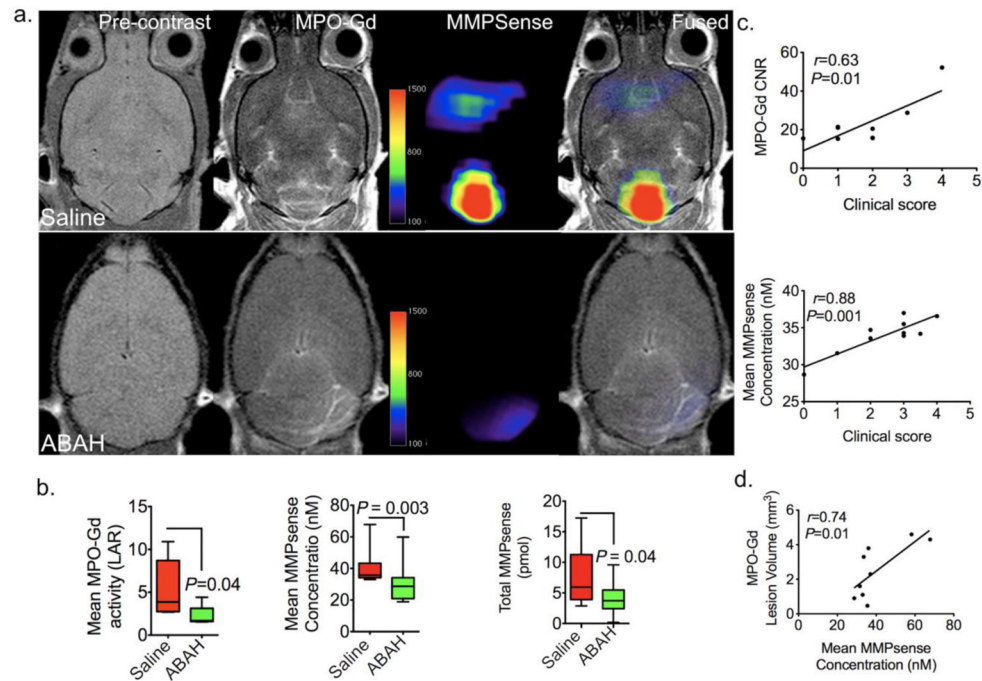 a.
Pre-contrast MPO-Gd MMPSense Fused
1500
800
100
Saline
1500
800
100
ABAH
b.
Mean MPO-Gd
activity (LAR)
15
10
5
0
P=0.04
Saline
ABAH
Mean MMPsense
Concentratio (nM)
80
60
40
20
0
P = 0.003
Saline
ABAH
Total MMPsense
(pmol)
20
15
10
5
0
P = 0.04
Saline
ABAH
c.
MPO-Gd CNR
60
40
20
0
r=0.63
P=0.01
0 1 2 3 4 5
Clinical score
Mean MMPsense
Concentration (nM)
40
35
30
25
r=0.88
P=0.001
0 1 2 3 4 5
Clinical score
d.
MPO-Gd
Lesion Volume (mm³)
6
4
2
0
r=0.74
P=0.01
0 20 40 60 80
Mean MMPsense
Concentration (nM)